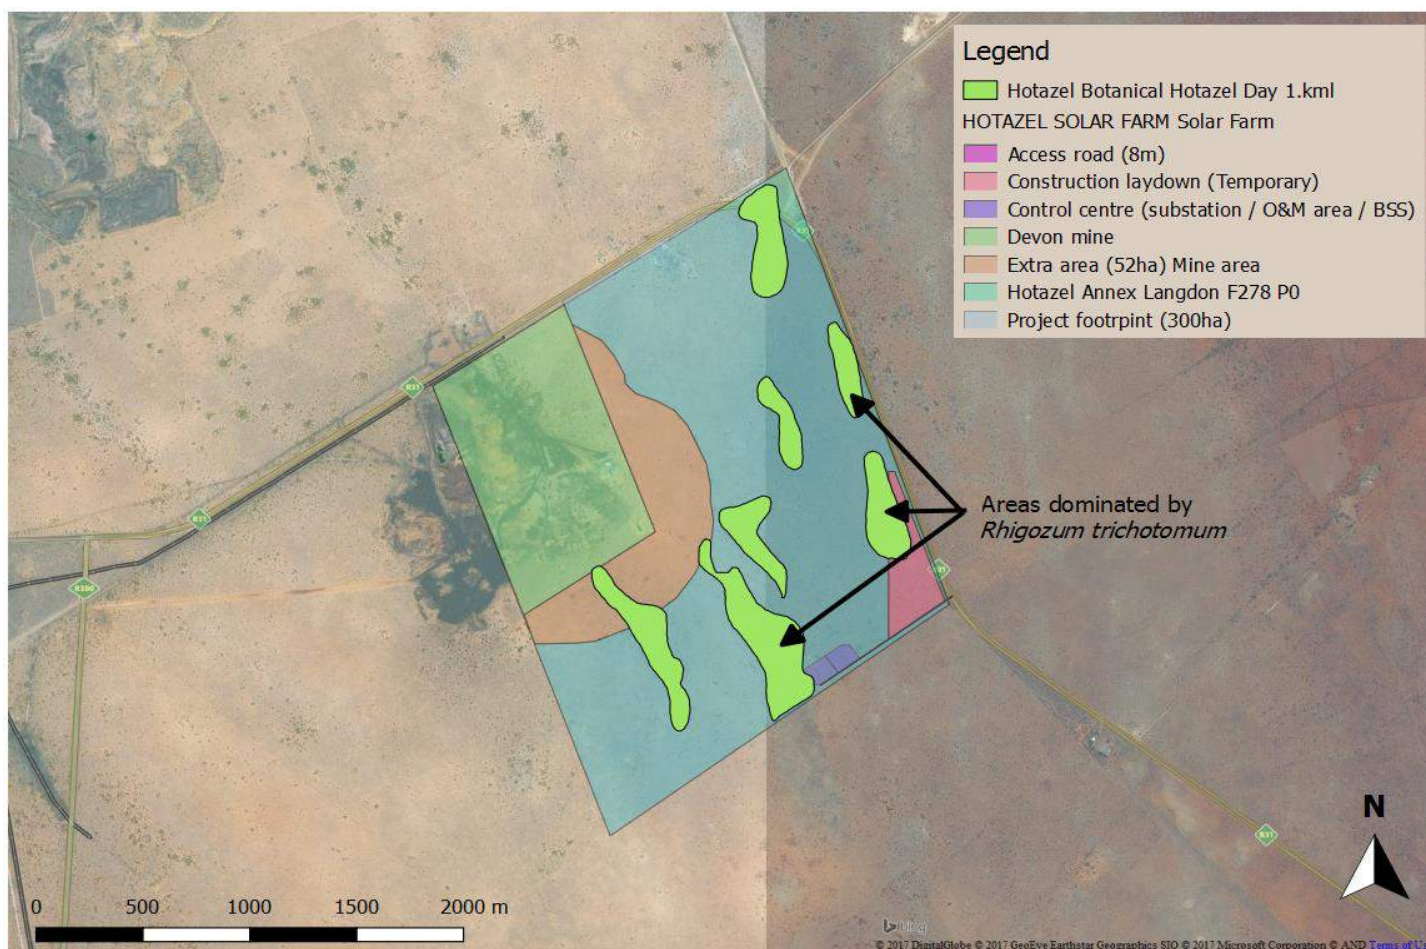 Legend
Hotazel Botanical Hotazel Day 1.kml
HOTAZEL SOLAR FARM Solar Farm
Access road (8m)
Construction laydown (Temporary)
Control centre (substation / O&M area / BSS)
Devon mine
Extra area (52ha) Mine area
Hotazel Annex Langdon F278 P0
Project footrpint (300ha)
R31
R31
R380
R31
R31
Areas dominated by
Rhigozum trichotomum
N
0 500 1000 1500 2000 m
bing
© 2017 DigitalGlobe © 2017 GeoEye Earthstar Geographics SIO © 2017 Microsoft Corporation © AND Terms of